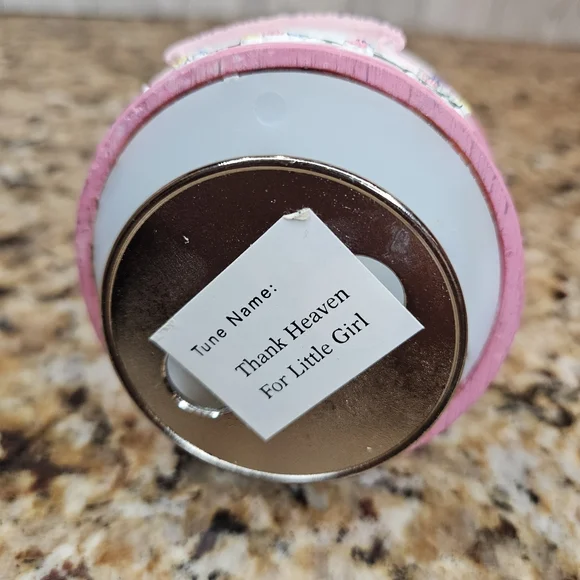 Tune Name:
Thank Heaven
For Little Girl